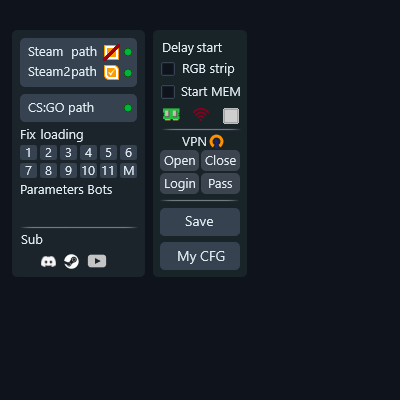 Steam path
Steam2path
CS:GO path
Fix loading
1 2 3 4 5 6
7 8 9 10 11 M
Parameters Bots
Sub
Delay start
RGB strip
Start MEM
VPN
Open Close
Login Pass
Save
My CFG